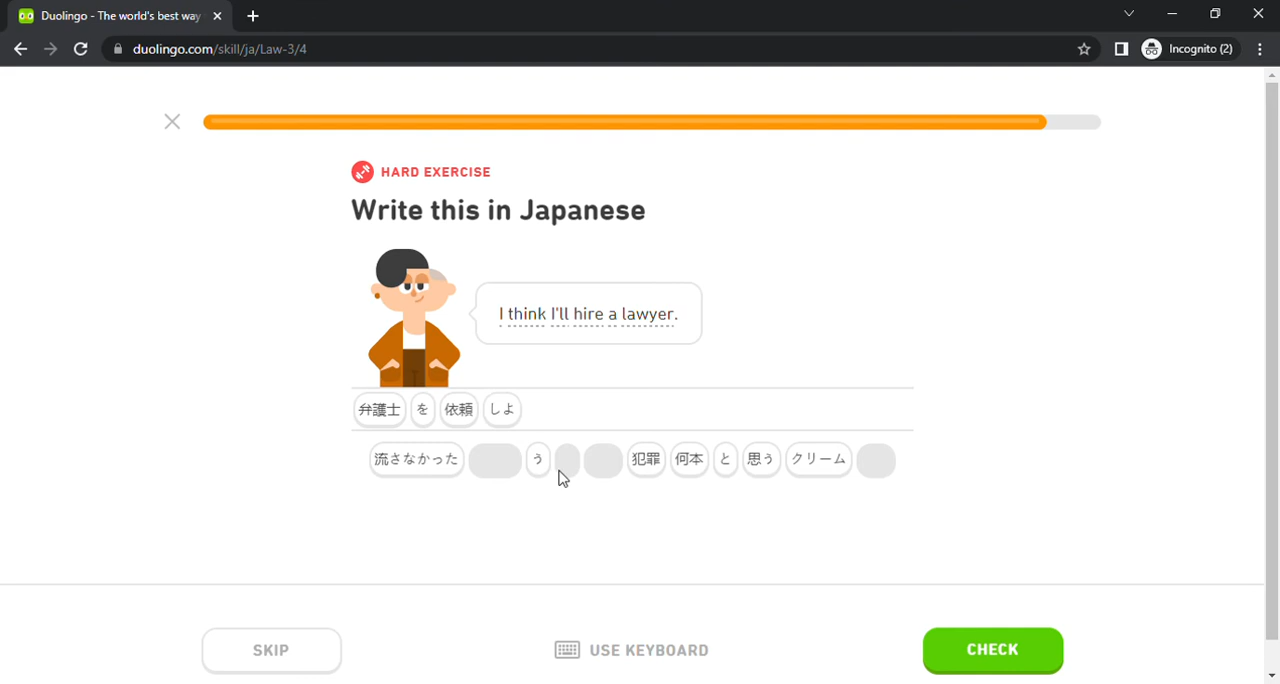 Duolingo - The world's best way
duolingo.com/skill/ja/Law-3/4
Incognito (2)
HARD EXERCISE
Write this in Japanese
I think I'll hire a lawyer.
弁護士 を 依頼 しよ
流さなかった う 犯罪 何本 と 思う クリーム
SKIP
USE KEYBOARD
CHECK